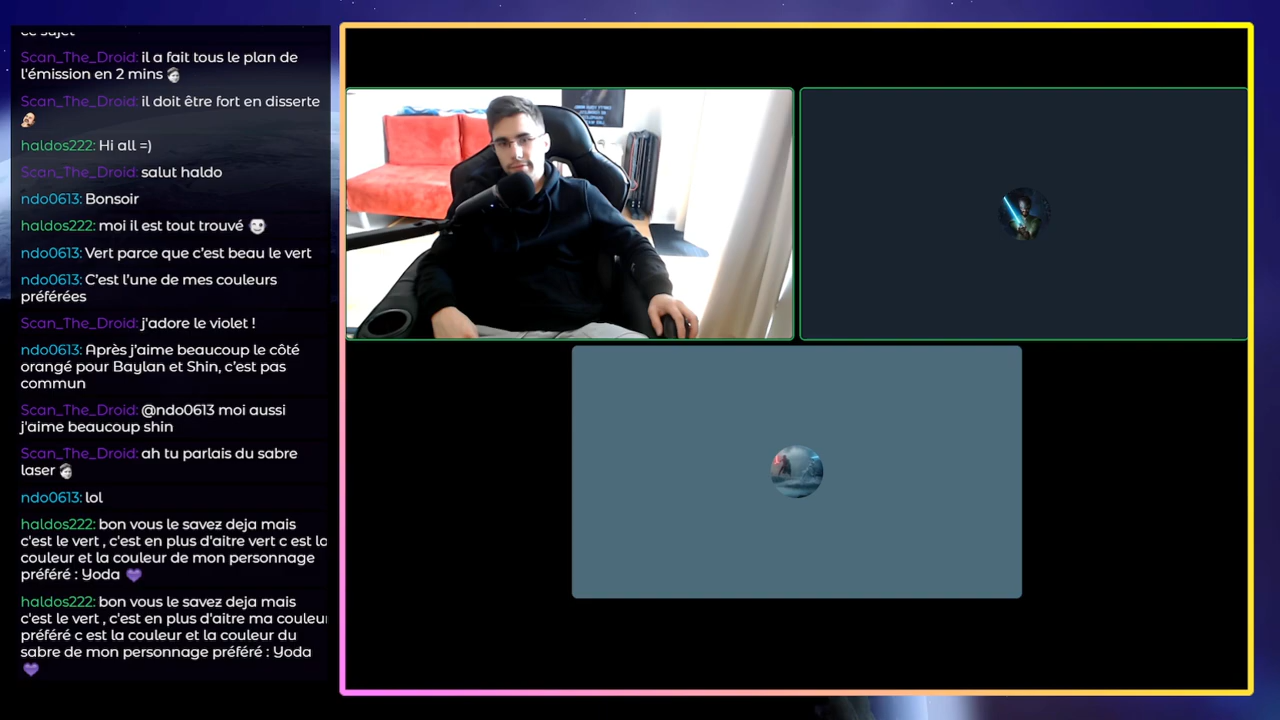 ce sujet
Scan_The_Droid: il a fait tous le plan de
l'émission en 2 mins
Scan_The_Droid: il doit être fort en disserte
haldos222: Hi all =)
Scan_The_Droid: salut haldo
ndo0613: Bonsoir
haldos222: moi il est tout trouvé
ndo0613: Vert parce que c'est beau le vert
ndo0613: C'est l'une de mes couleurs
préférées
Scan_The_Droid: j'adore le violet !
ndo0613: Après j'aime beaucoup le côté
orangé pour Baylan et Shin, c'est pas
commun
Scan_The_Droid: @ndo0613 moi aussi
j'aime beaucoup shin
Scan_The_Droid: ah tu parlais du sabre
laser
ndo0613: lol
haldos222: bon vous le savez deja mais
c'est le vert , c'est en plus d'aitre vert c est la
couleur et la couleur de mon personnage
préféré : Yoda
haldos222: bon vous le savez deja mais
c'est le vert , c'est en plus d'aitre ma couleur
préféré c est la couleur et la couleur du
sabre de mon personnage préféré : Yoda